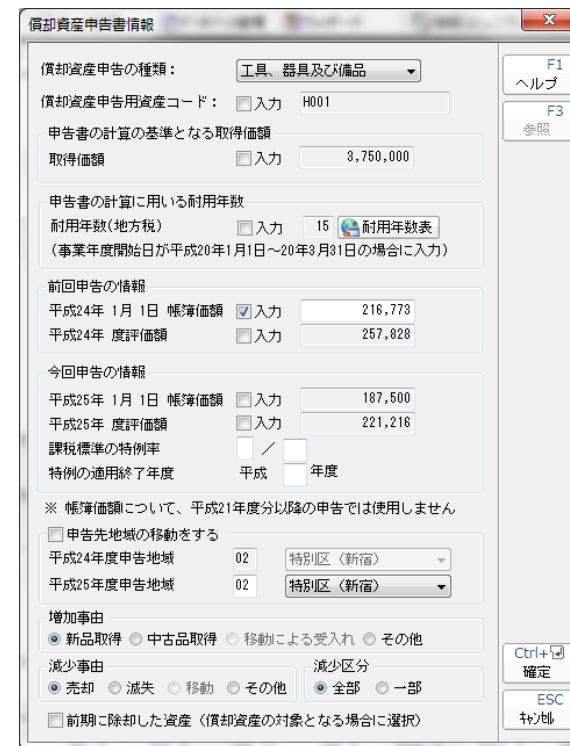 償却資産申告書情報
償却資産申告の種類： 工具、器具及び備品
償却資産申告用資産コード： 入力 H001
申告書の計算の基準となる取得価額
取得価額 入力 3,750,000
申告書の計算に用いる耐用年数
耐用年数(地方税) 入力 15 耐用年数表
(事業年度開始日が平成20年1月1日～20年3月31日の場合に入力)
前回申告の情報
平成24年 1月 1日 帳簿価額 入力 216,773
平成24年 度評価額 入力 257,828
今回申告の情報
平成25年 1月 1日 帳簿価額 入力 187,500
平成25年 度評価額 入力 221,216
課税標準の特例率 ／
特例の適用終了年度 平成 年度
※ 帳簿価額について、平成21年度分以降の申告では使用しません
申告先地域の移動をする
平成24年度申告地域 02 特別区（新宿）
平成25年度申告地域 02 特別区（新宿）
増加事由
新品取得 中古品取得 移動による受入れ その他
減少事由 減少区分
売却 滅失 移動 その他 全部 一部
前期に除却した資産（償却資産の対象となる場合に選択）
F1
ヘルプ
F3
参照
Ctrl+
確定
ESC
キャンセル